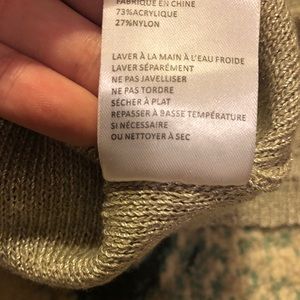 FABRIQUÉ EN CHINE
73%ACRYLIQUE
27%NYLON
LAVER À LA MAIN À L'EAU FROIDE
LAVER SÉPARÉMENT
NE PAS JAVELLISER
NE PAS TORDRE
SÉCHER À PLAT
REPASSER À BASSE TEMPÉRATURE
SI NÉCESSAIRE
OU NETTOYER À SEC